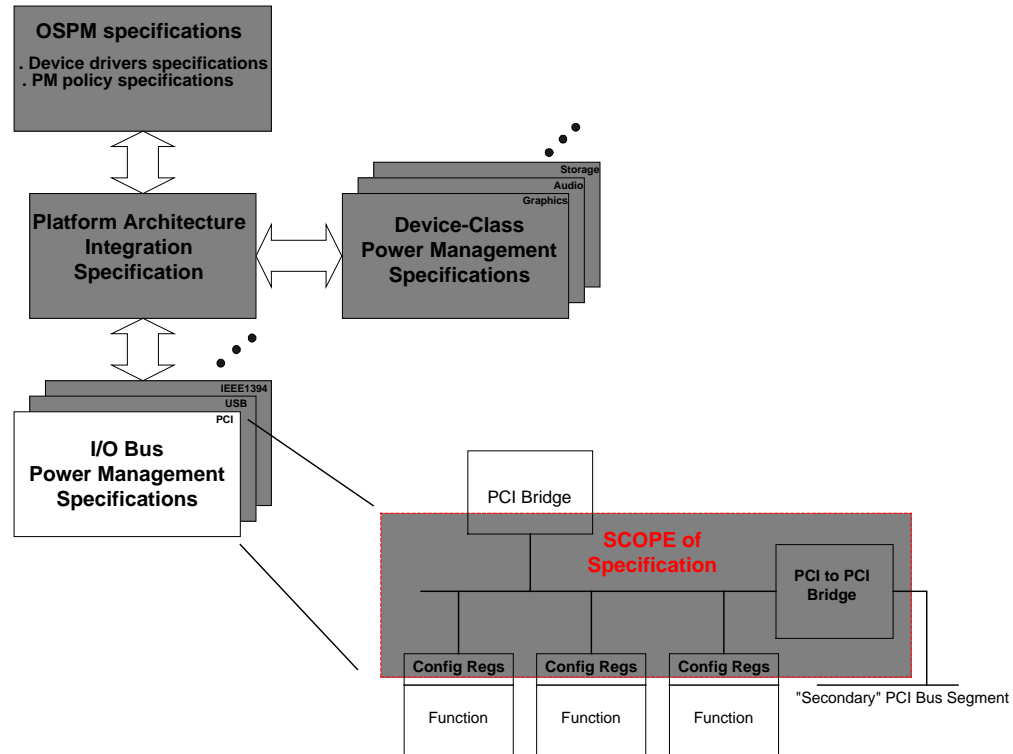 OSPM specifications
. Device drivers specifications
. PM policy specifications
Storage
Audio
Graphics
Platform Architecture
Integration
Specification
Device-Class
Power Management
Specifications
IEEE1394
USB
PCI
I/O Bus
Power Management
Specifications
PCI Bridge
SCOPE of
Specification
PCI to PCI
Bridge
Config Regs
Config Regs
Config Regs
"Secondary" PCI Bus Segment
Function
Function
Function